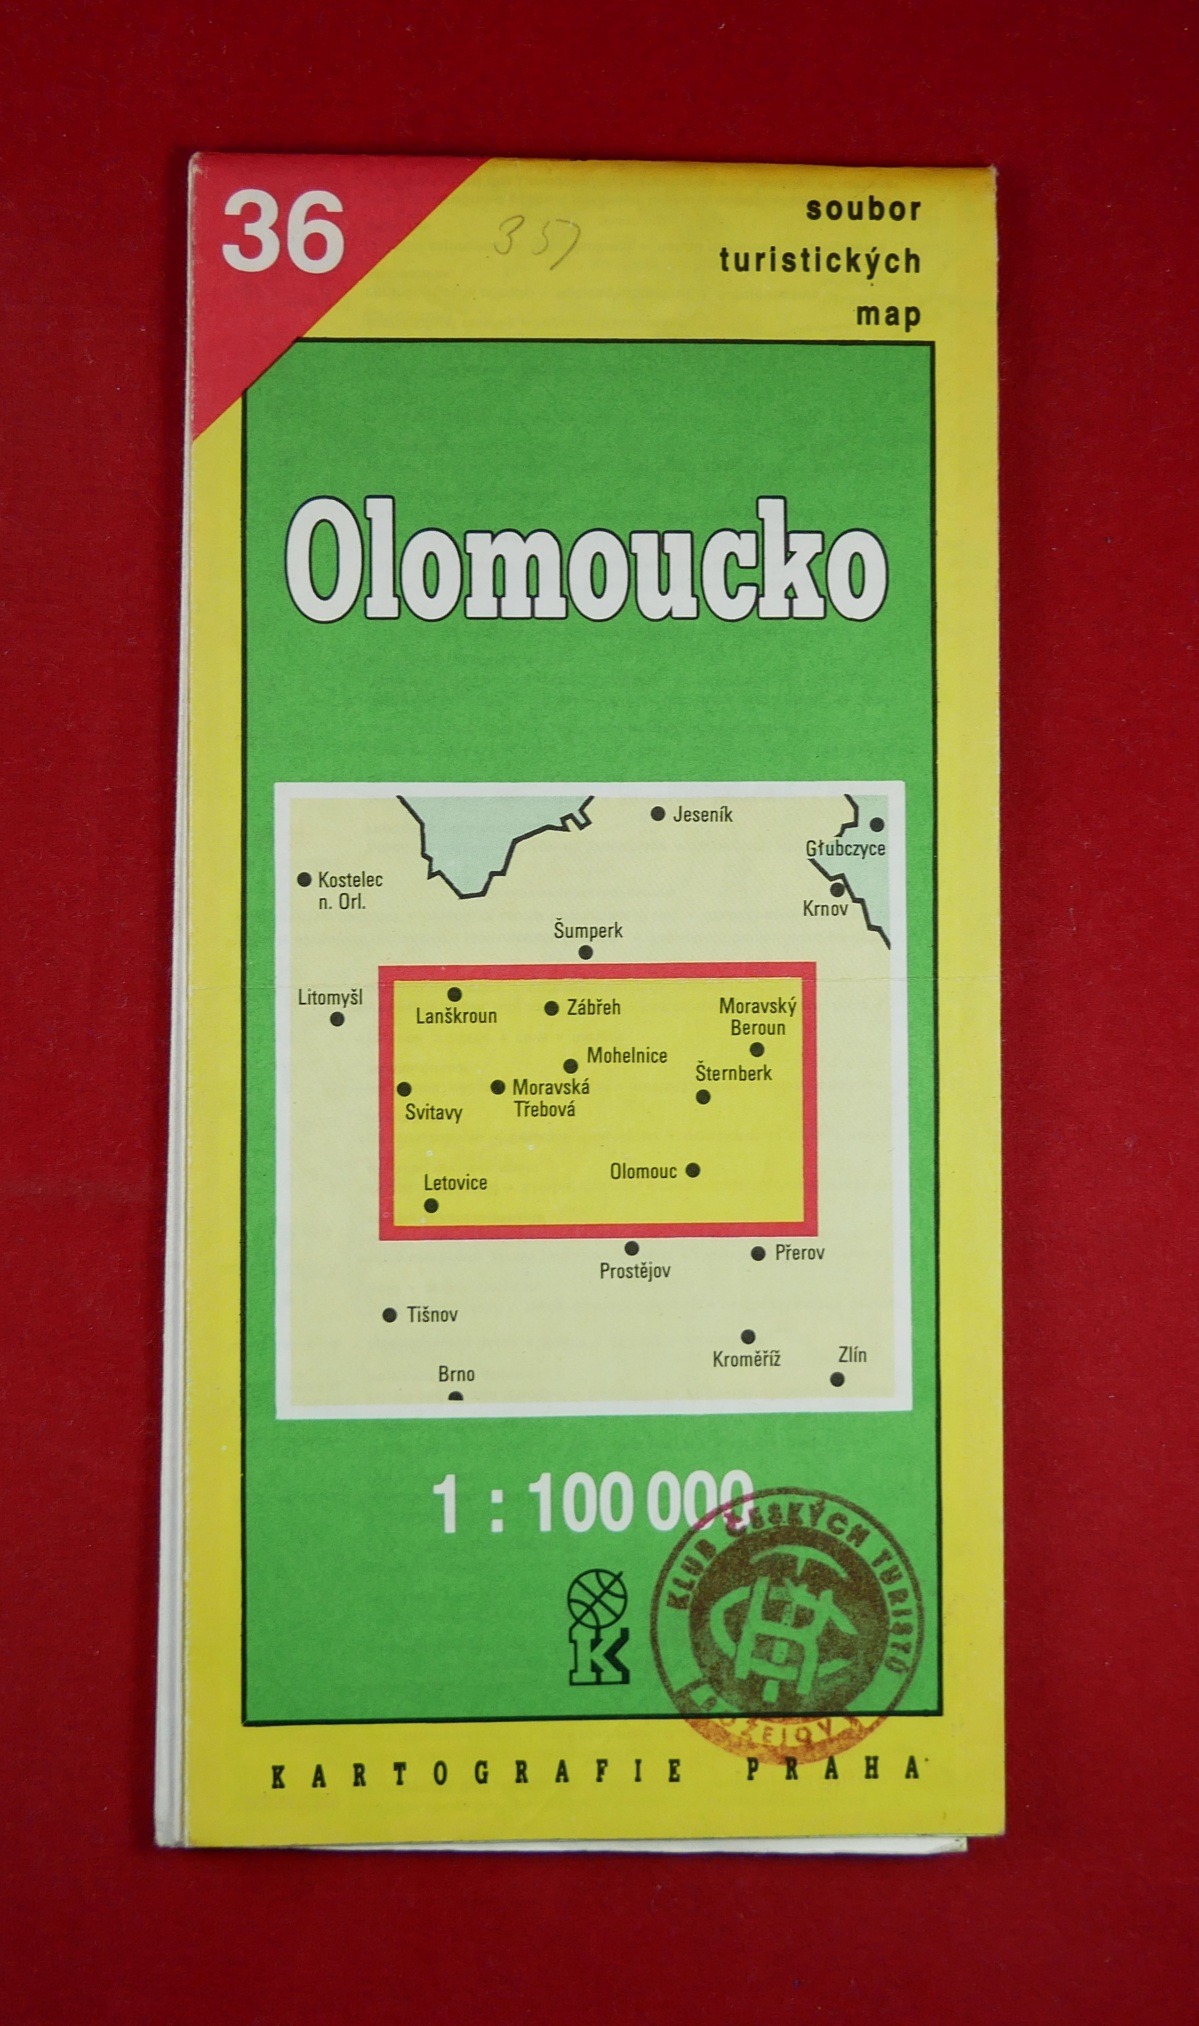 36
357
soubor
turistických
map
Olomoucko
Jeseník
Głubczyce
Kostelec
n. Orl.
Krnov
Šumperk
Litomyšl
Lanškroun
Zábřeh
Moravský
Beroun
Mohelnice
Šternberk
Svitavy
Moravská
Třebová
Letovice
Olomouc
Prostějov
Přerov
Tišnov
Kroměříž
Zlín
Brno
1 : 100 000
KLUB ČESKÝCH TURISTŮ
K
KARTOGRAFIE PRAHA